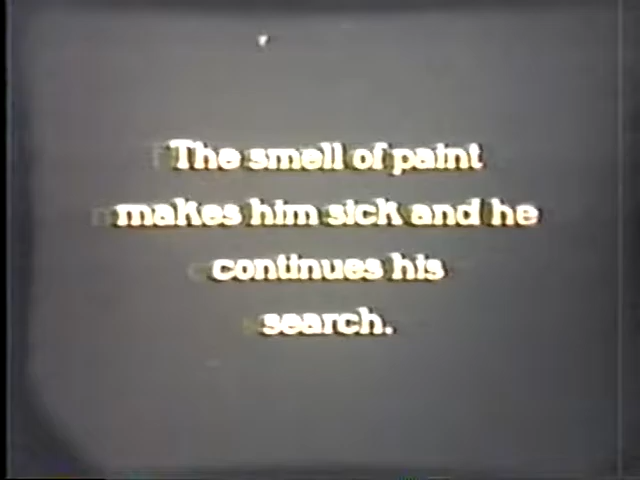 The smell of paint
makes him sick and he
continues his
search.